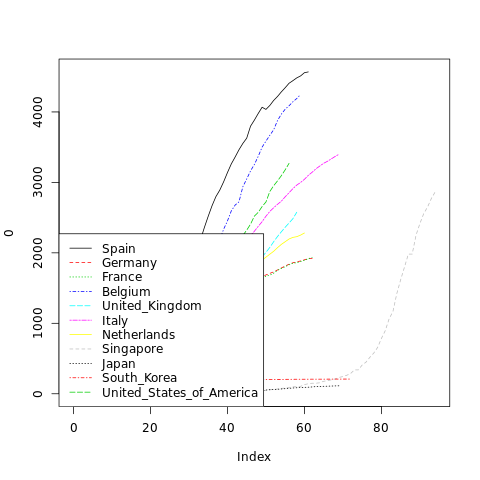 4000
3000
2000
1000
0
0
Spain
Germany
France
Belgium
United_Kingdom
Italy
Netherlands
Singapore
Japan
South_Korea
United_States_of_America
0 20 40 60 80
Index